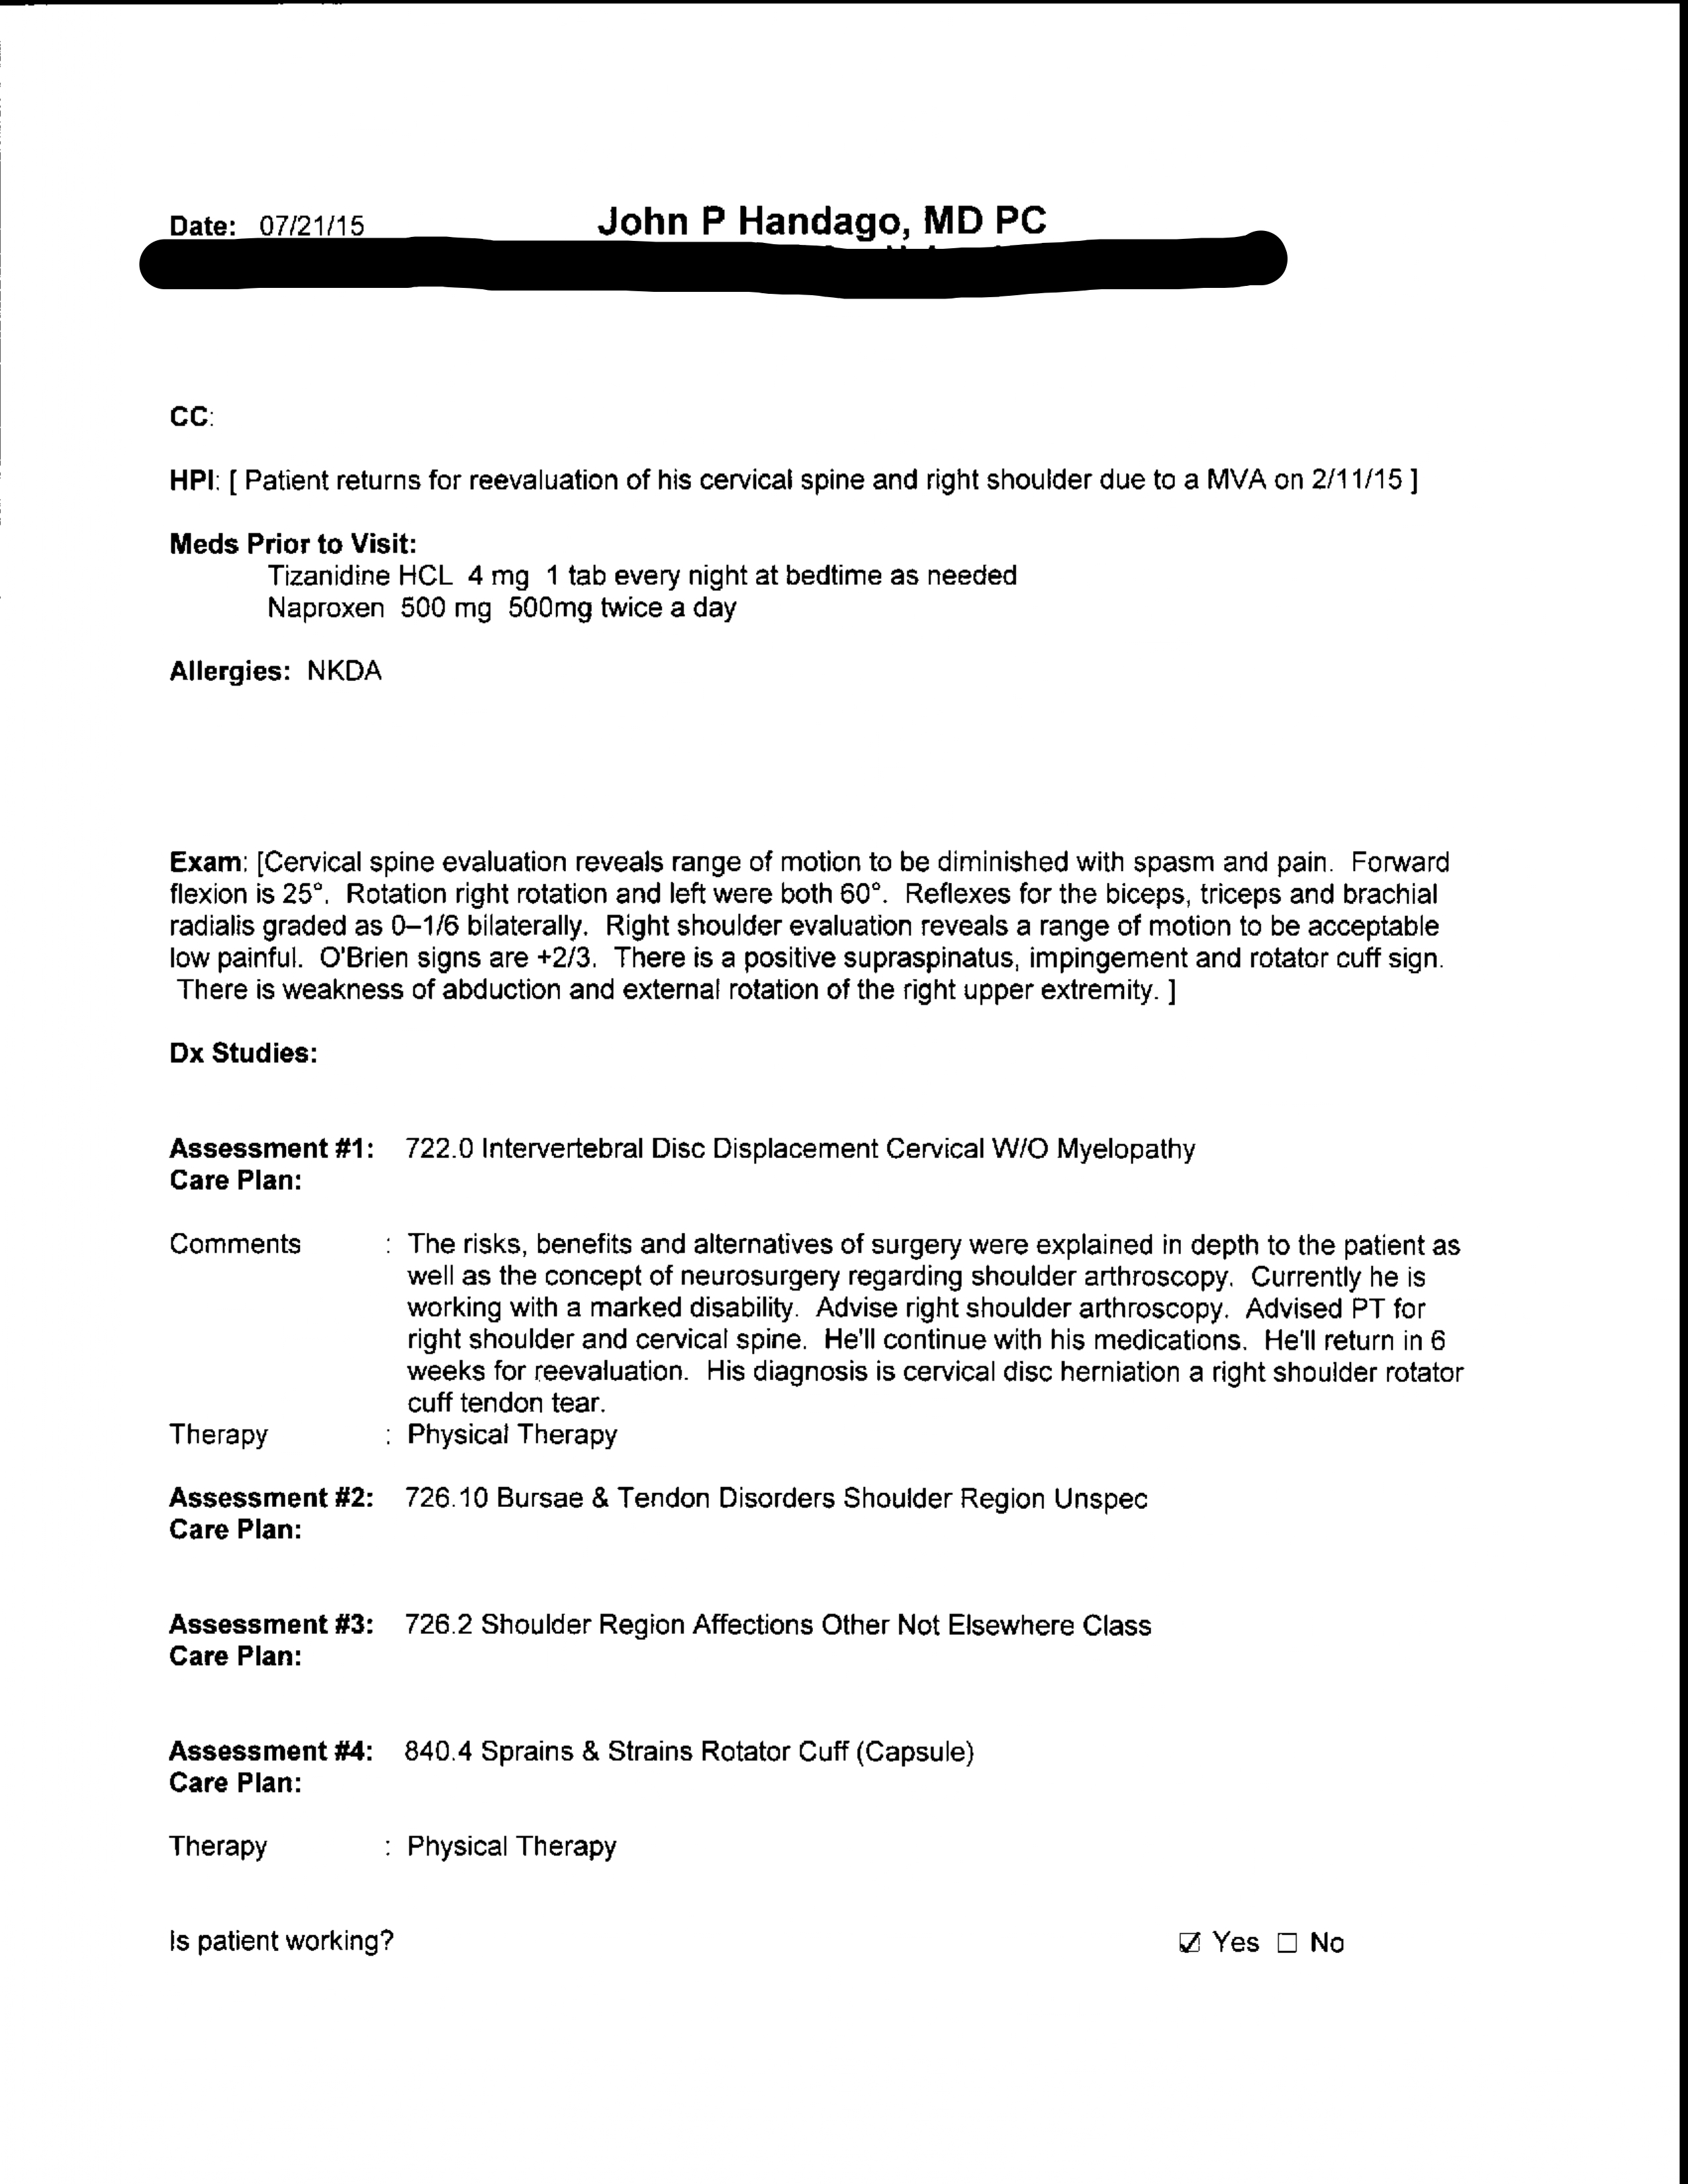 Date: 07/21/15 John P Handago, MD PC
CC:
HPI: [ Patient returns for reevaluation of his cervical spine and right shoulder due to a MVA on 2/11/15 ]
Meds Prior to Visit:
Tizanidine HCL 4 mg 1 tab every night at bedtime as needed
Naproxen 500 mg 500mg twice a day
Allergies: NKDA
Exam: [Cervical spine evaluation reveals range of motion to be diminished with spasm and pain. Forward
flexion is 25°. Rotation right rotation and left were both 60°. Reflexes for the biceps, triceps and brachial
radialis graded as 0–1/6 bilaterally. Right shoulder evaluation reveals a range of motion to be acceptable
low painful. O'Brien signs are +2/3. There is a positive supraspinatus, impingement and rotator cuff sign.
There is weakness of abduction and external rotation of the right upper extremity. ]
Dx Studies:
Assessment #1: 722.0 Intervertebral Disc Displacement Cervical W/O Myelopathy
Care Plan:
Comments : The risks, benefits and alternatives of surgery were explained in depth to the patient as
well as the concept of neurosurgery regarding shoulder arthroscopy. Currently he is
working with a marked disability. Advise right shoulder arthroscopy. Advised PT for
right shoulder and cervical spine. He'll continue with his medications. He'll return in 6
weeks for reevaluation. His diagnosis is cervical disc herniation a right shoulder rotator
cuff tendon tear.
Therapy : Physical Therapy
Assessment #2: 726.10 Bursae & Tendon Disorders Shoulder Region Unspec
Care Plan:
Assessment #3: 726.2 Shoulder Region Affections Other Not Elsewhere Class
Care Plan:
Assessment #4: 840.4 Sprains & Strains Rotator Cuff (Capsule)
Care Plan:
Therapy : Physical Therapy
Is patient working? ☑ Yes ☐ No